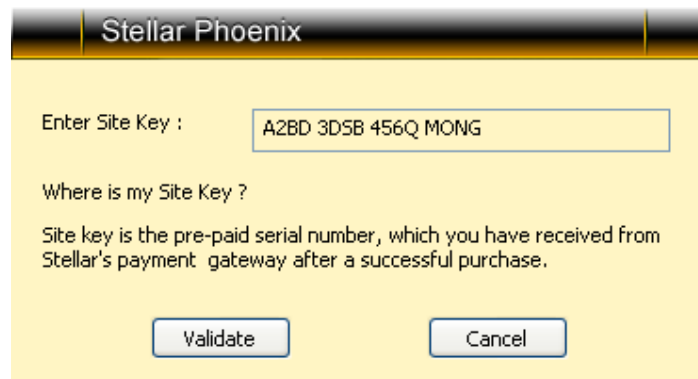 Stellar Phoenix
Enter Site Key :
A2BD 3DSB 456Q MONG
Where is my Site Key ?
Site key is the pre-paid serial number, which you have received from
Stellar's payment gateway after a successful purchase.
Validate
Cancel